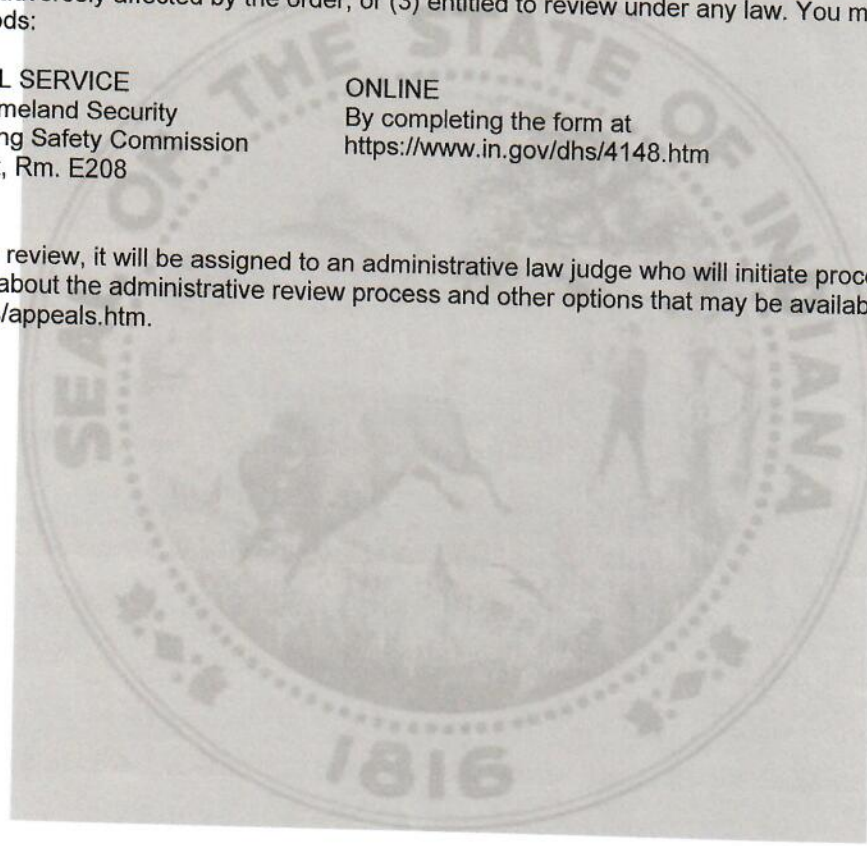 affected by the order, or (3) entitled to review under any law. You m
ods:
L SERVICE
meland Security
ng Safety Commission
, Rm. E208
ONLINE
By completing the form at
https://www.in.gov/dhs/4148.htm
review, it will be assigned to an administrative law judge who will initiate proc
about the administrative review process and other options that may be availab
/appeals.htm.
SEAL OF THE STATE OF INDIANA
1816